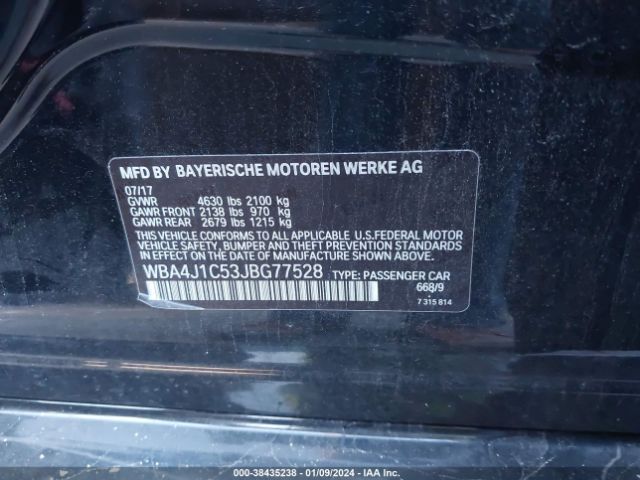 MFD BY BAYERISCHE MOTOREN WERKE AG
07/17
GVWR 4630 lbs 2100 kg
GAWR FRONT 2138 lbs 970 kg
GAWR REAR 2679 lbs 1215 kg
THIS VEHICLE CONFORMS TO ALL APPLICABLE U.S.FEDERAL MOTOR
VEHICLE SAFETY, BUMPER AND THEFT PREVENTION STANDARDS
IN EFFECT ON THE DATE OF MANUFACTURE SHOWN ABOVE.
WBA4J1C53JBG77528 TYPE: PASSENGER CAR
668/9
7 315 814
000-38435238 - 01/09/2024 - IAA Inc.